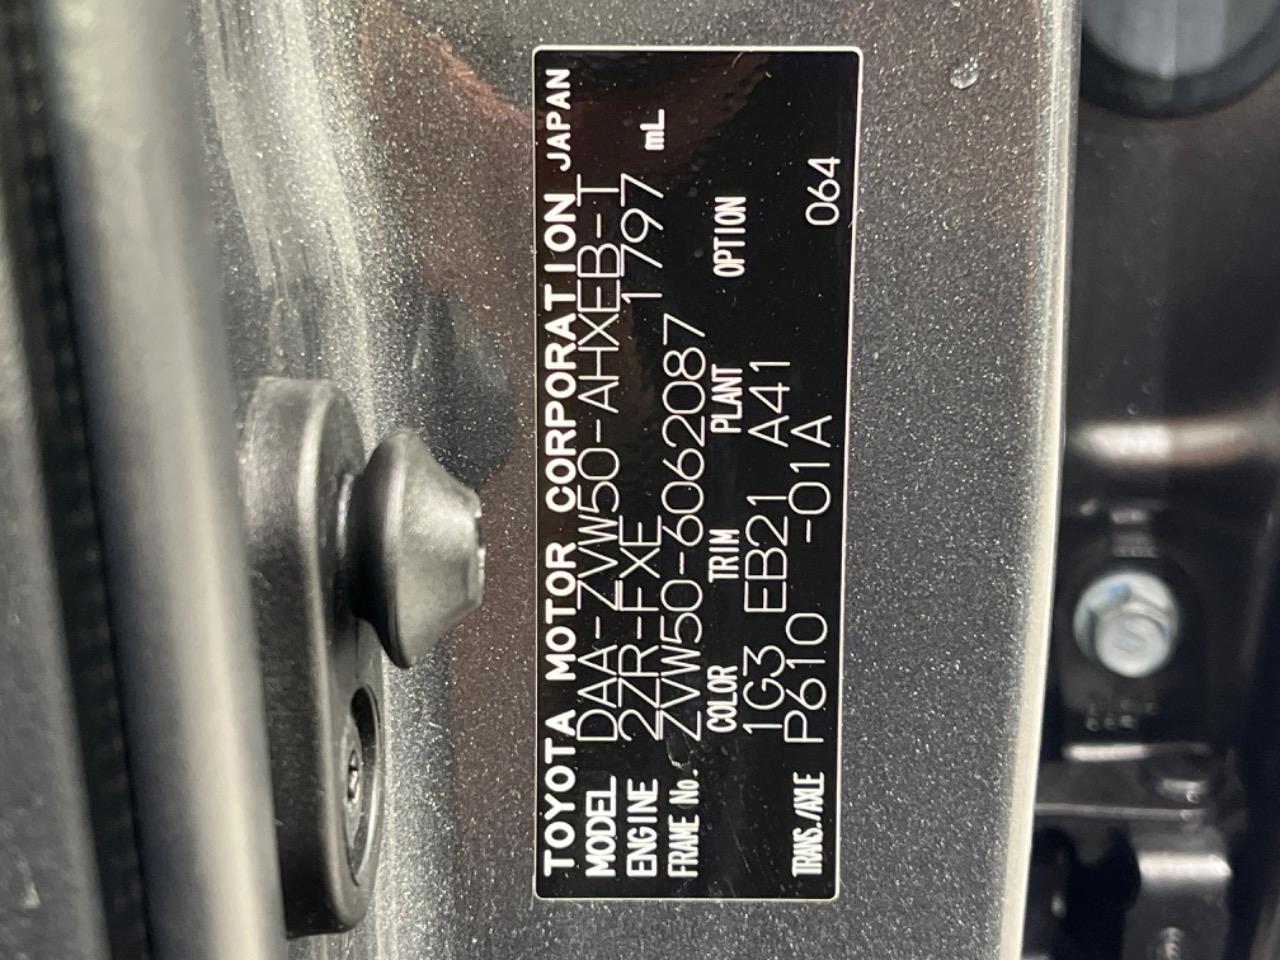 TOYOTA MOTOR CORPORATION JAPAN
MODEL DAA-ZVW50-AHXEB-T
ENGINE 2ZR-FXE 1797 mL
FRAME No. ZVW50-6062087
COLOR TRIM PLANT OPTION
1G3 EB21 A41
TRANS./AXLE P610 -01A 064